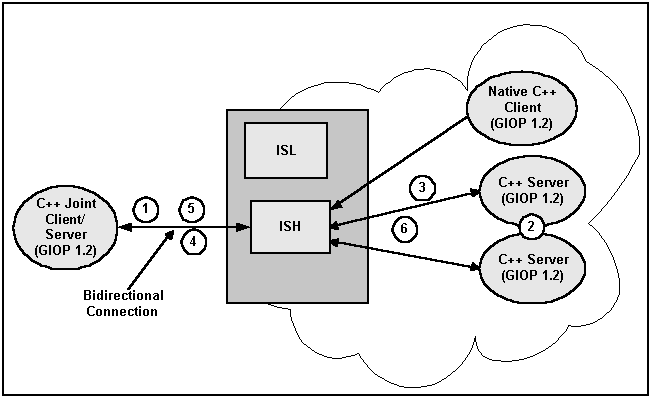 Native C++
Client
(GIOP 1.2)
ISL
C++ Joint
Client/
Server
(GIOP 1.2)
1
5
4
ISH
3
6
C++ Server
(GIOP 1.2)
2
C++ Server
(GIOP 1.2)
Bidirectional
Connection